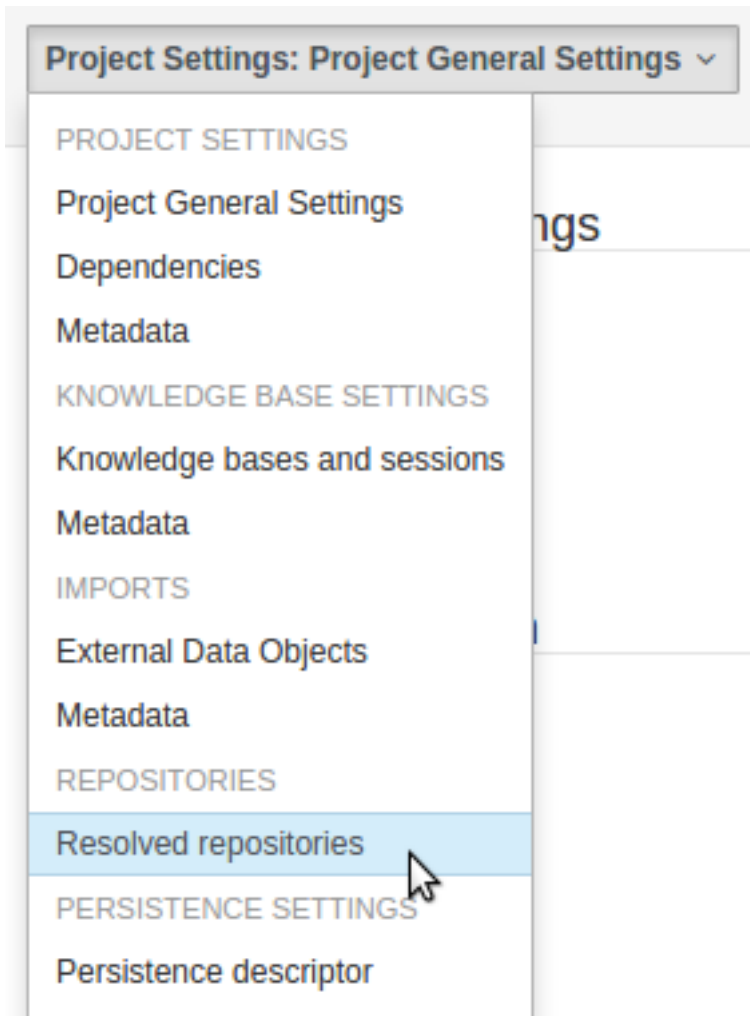 Project Settings: Project General Settings
PROJECT SETTINGS
Project General Settings
ngs
Dependencies
Metadata
KNOWLEDGE BASE SETTINGS
Knowledge bases and sessions
Metadata
IMPORTS
External Data Objects
Metadata
REPOSITORIES
Resolved repositories
PERSISTENCE SETTINGS
Persistence descriptor